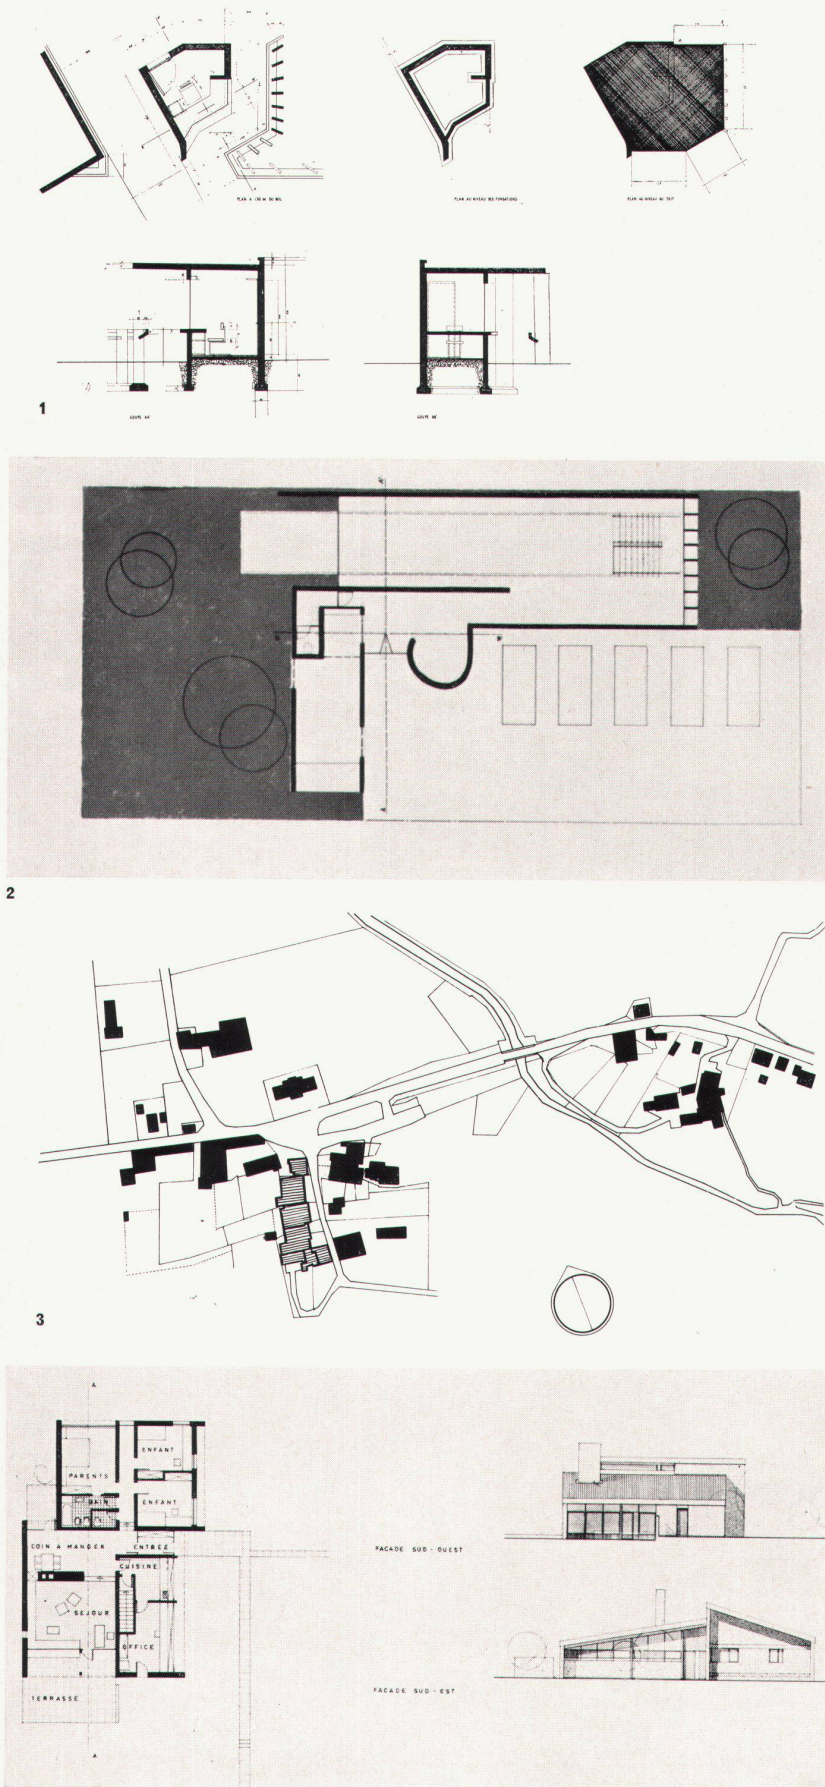 PLAN A 1.50 M DU SOL
PLAN AU NIVEAU DES FONDATIONS
PLAN AU NIVEAU DU TOIT
1
COUPE AA'
COUPE BB'
2
3
A
ENFANT
PARENTS
BAIN
ENFANT
COIN A MANGER
ENTREE
CUISINE
SEJOUR
OFFICE
TERRASSE
A
FACADE SUD-OUEST
FACADE SUD-EST